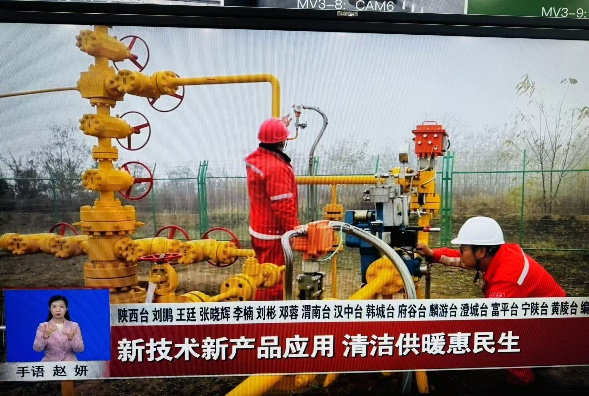 MV3-8: CAM6
MV3-9:
陕西台 刘鹏 王廷 张晓辉 李楠 刘彬 邓蓉 渭南台 汉中台 韩城台 府谷台 麟游台 澄城台 富平台 宁陕台 黄陵台 编
新技术新产品应用 清洁供暖惠民生
手语 赵 妍